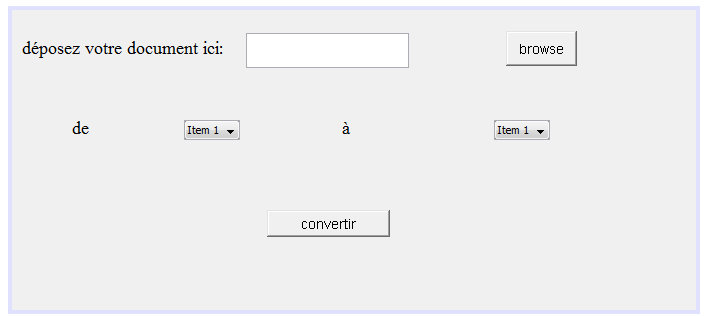 déposez votre document ici: browse
de Item 1 à Item 1
convertir